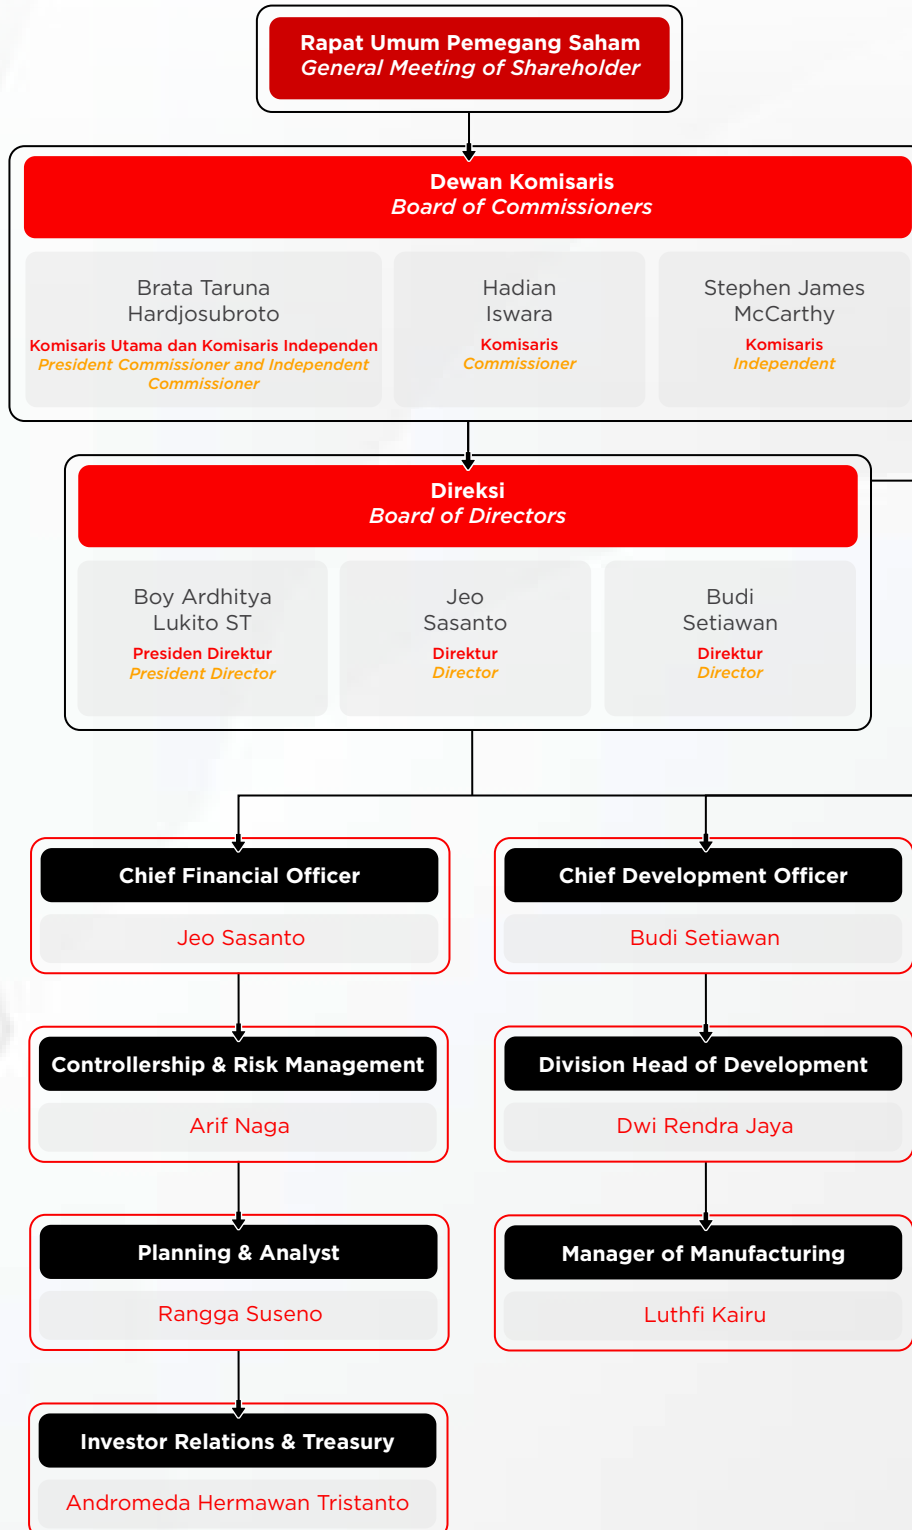 Rapat Umum Pemegang Saham
General Meeting of Shareholder
Dewan Komisaris
Board of Commissioners
Brata Taruna
Hardjosubroto
Komisaris Utama dan Komisaris Independen
President Commissioner and Independent
Commissioner
Hadian
Iswara
Komisaris
Commissioner
Stephen James
McCarthy
Komisaris
Independent
Direksi
Board of Directors
Boy Ardhitya
Lukito ST
Presiden Direktur
President Director
Jeo
Sasanto
Direktur
Director
Budi
Setiawan
Direktur
Director
Chief Financial Officer
Jeo Sasanto
Controllership & Risk Management
Arif Naga
Planning & Analyst
Rangga Suseno
Investor Relations & Treasury
Andromeda Hermawan Tristanto
Chief Development Officer
Budi Setiawan
Division Head of Development
Dwi Rendra Jaya
Manager of Manufacturing
Luthfi Kairu